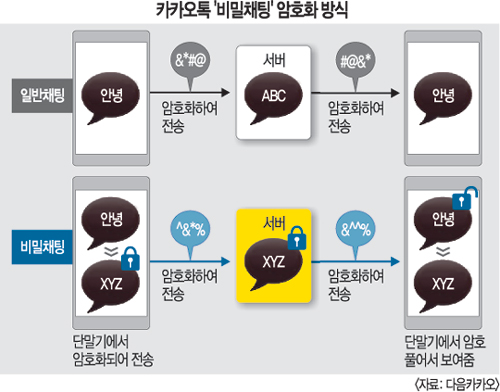 카카오톡 '비밀채팅' 암호화 방식
일반채팅
안녕
&*#@
암호화하여
전송
서버
ABC
#@&*
암호화하여
전송
안녕
비밀채팅
안녕
XYZ
단말기에서
암호화되어 전송
^&*%
암호화하여
전송
서버
XYZ
&^^%
암호화하여
전송
안녕
XYZ
단말기에서 암호
풀어서 보여줌
〈자료: 다음카카오〉